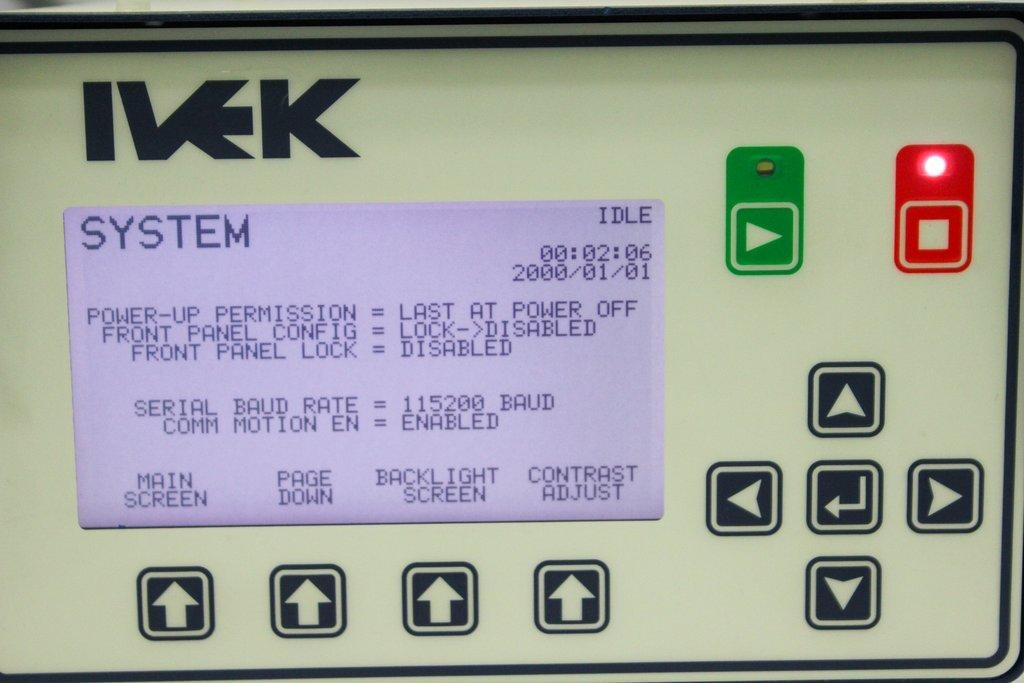 IVEK
SYSTEM
IDLE
00:02:06
2000/01/01
POWER-UP PERMISSION = LAST AT POWER OFF
FRONT PANEL CONFIG = LOCK->DISABLED
FRONT PANEL LOCK = DISABLED
SERIAL BAUD RATE = 115200 BAUD
COMM MOTION EN = ENABLED
MAIN PAGE BACKLIGHT CONTRAST
SCREEN DOWN SCREEN ADJUST